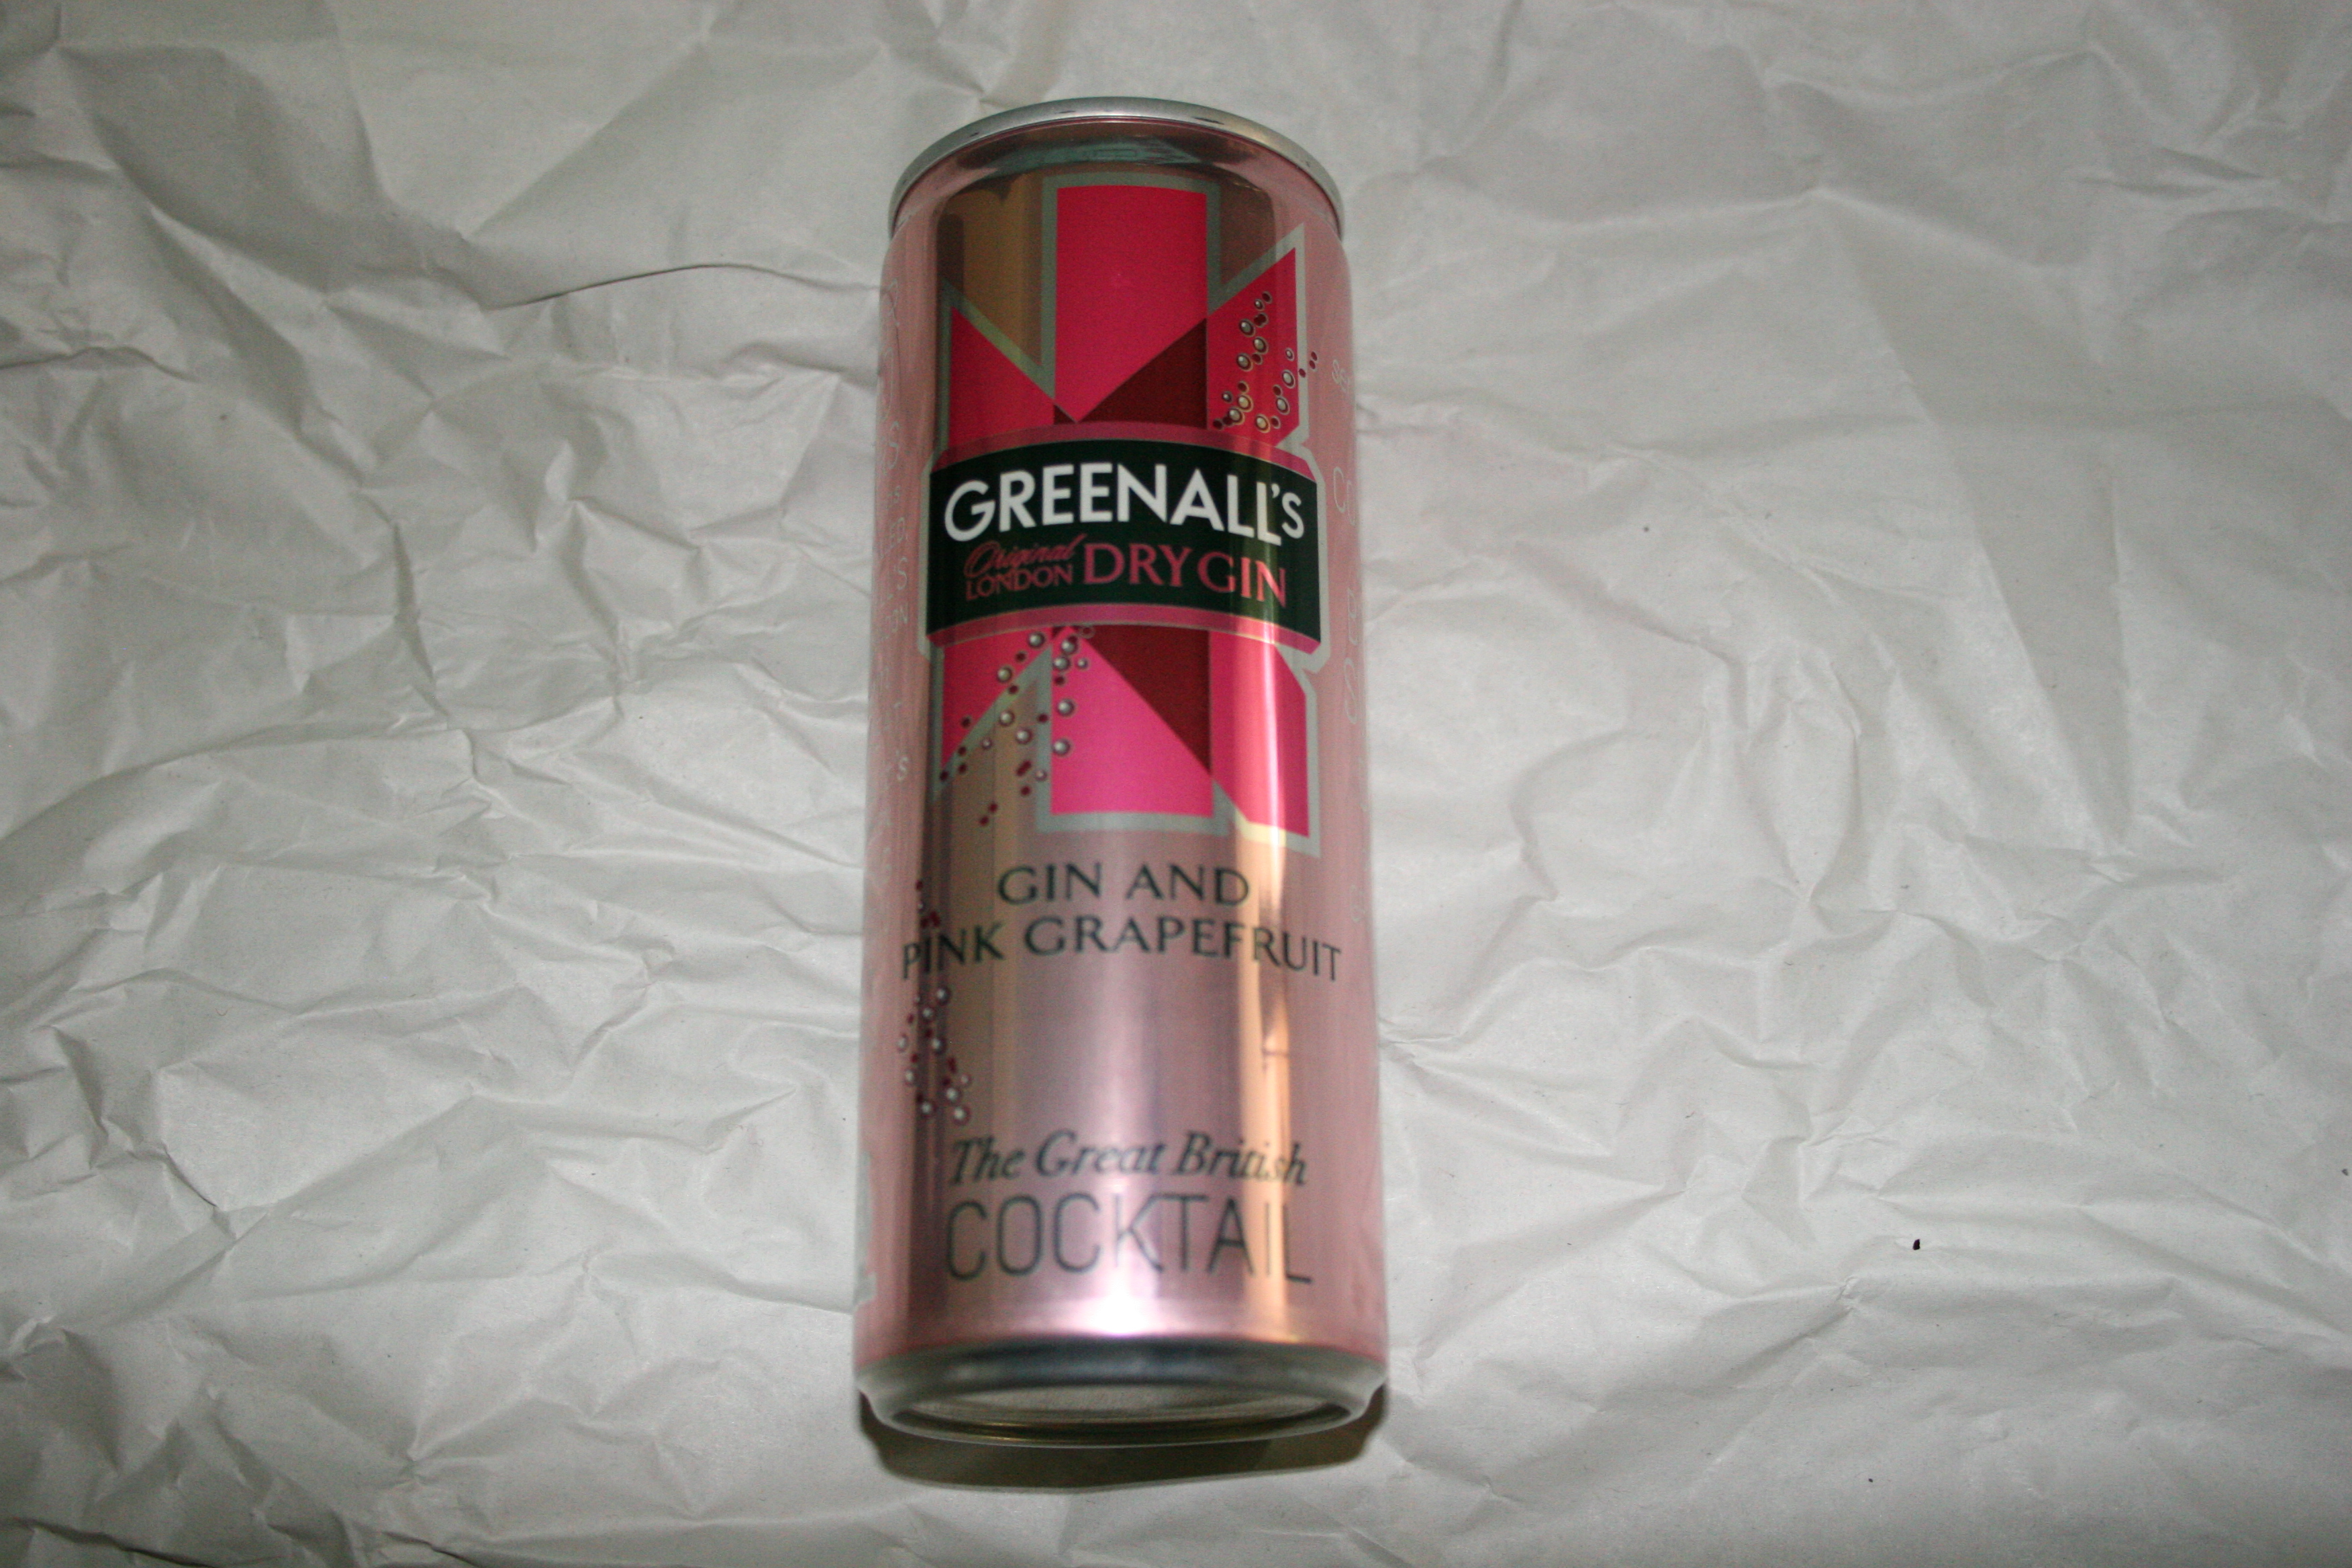 GREENALL'S
Original
LONDON DRY GIN
GIN AND
PINK GRAPEFRUIT
The Great British
COCKTAIL